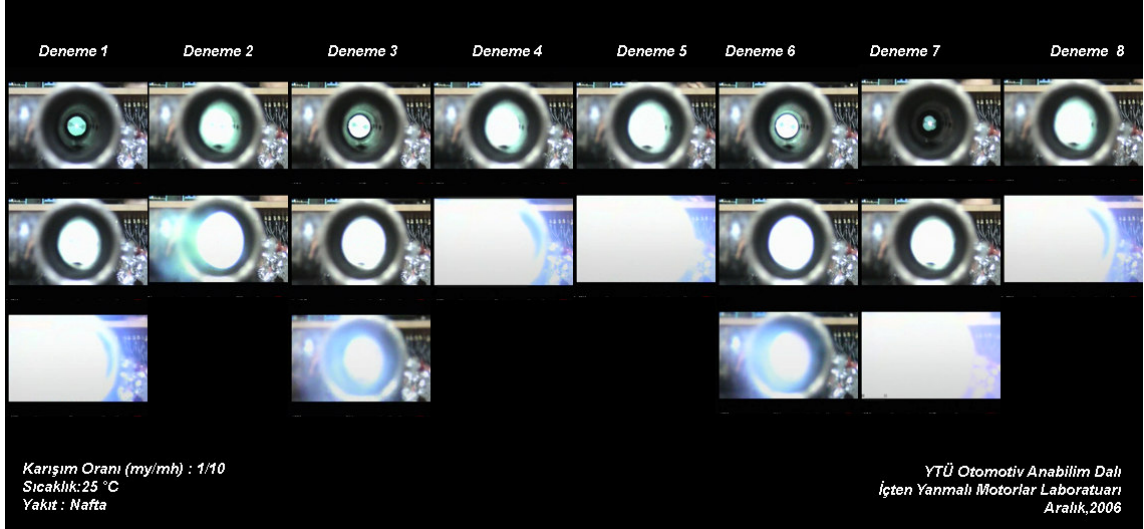 Deneme 1 Deneme 2 Deneme 3 Deneme 4 Deneme 5 Deneme 6 Deneme 7 Deneme 8
Karışım Oranı (my/mh) : 1/10
Sıcaklık:25 °C
Yakıt : Nafta
YTÜ Otomotiv Anabilim Dalı
İçten Yanmalı Motorlar Laboratuarı
Aralık,2006